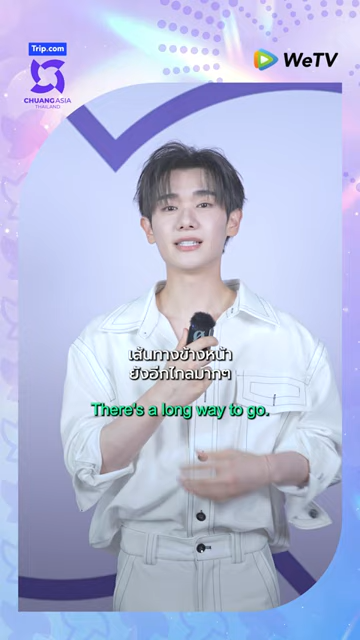 Trip.com
WeTV
CHUANG ASIA
THAILAND
เส้นทางข้างหน้า
ยังอีกไกลมากๆ
There's a long way to go.